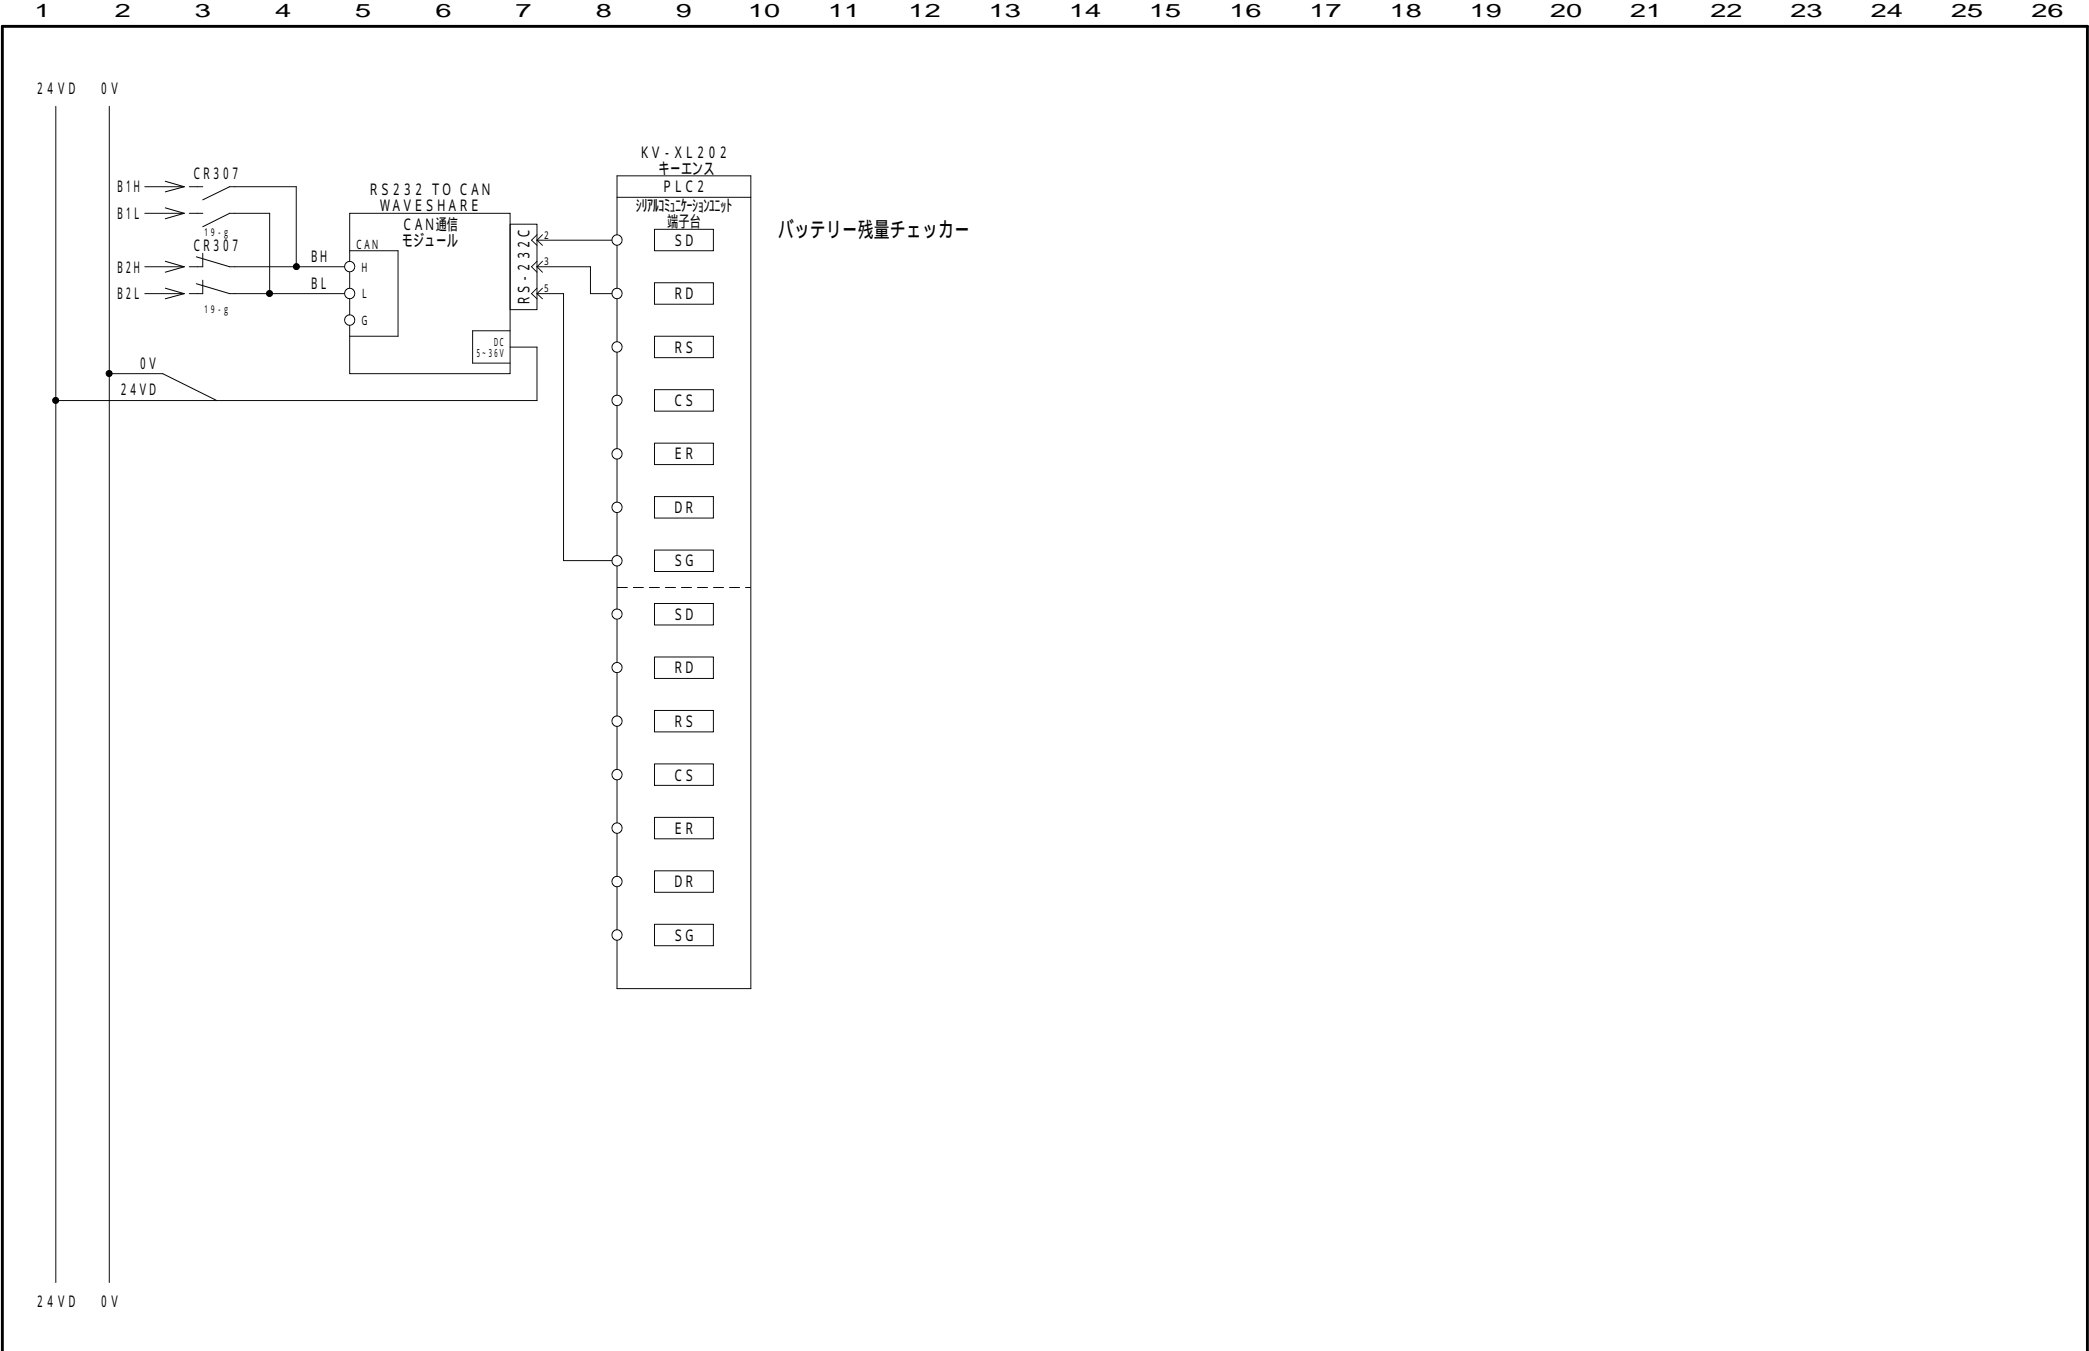 1 2 3 4 5 6 7 8 9 10 11 12 13 14 15 16 17 18 19 20 21 22 23 24 25 26
24VD 0V
KV-XL202
キーエンス
PLC2
シリアルコミュニケーションユニット
端子台
バッテリー残量チェッカー
B1H CR307
B1L
19-g
CR307
B2H
B2L
19-g
BH
BL
RS232 TO CAN
WAVESHARE
CAN通信
モジュール
CAN
H
L
G
RS-232C
2
3
5
DC
5~36V
0V
24VD
SD
RD
RS
CS
ER
DR
SG
SD
RD
RS
CS
ER
DR
SG
24VD 0V